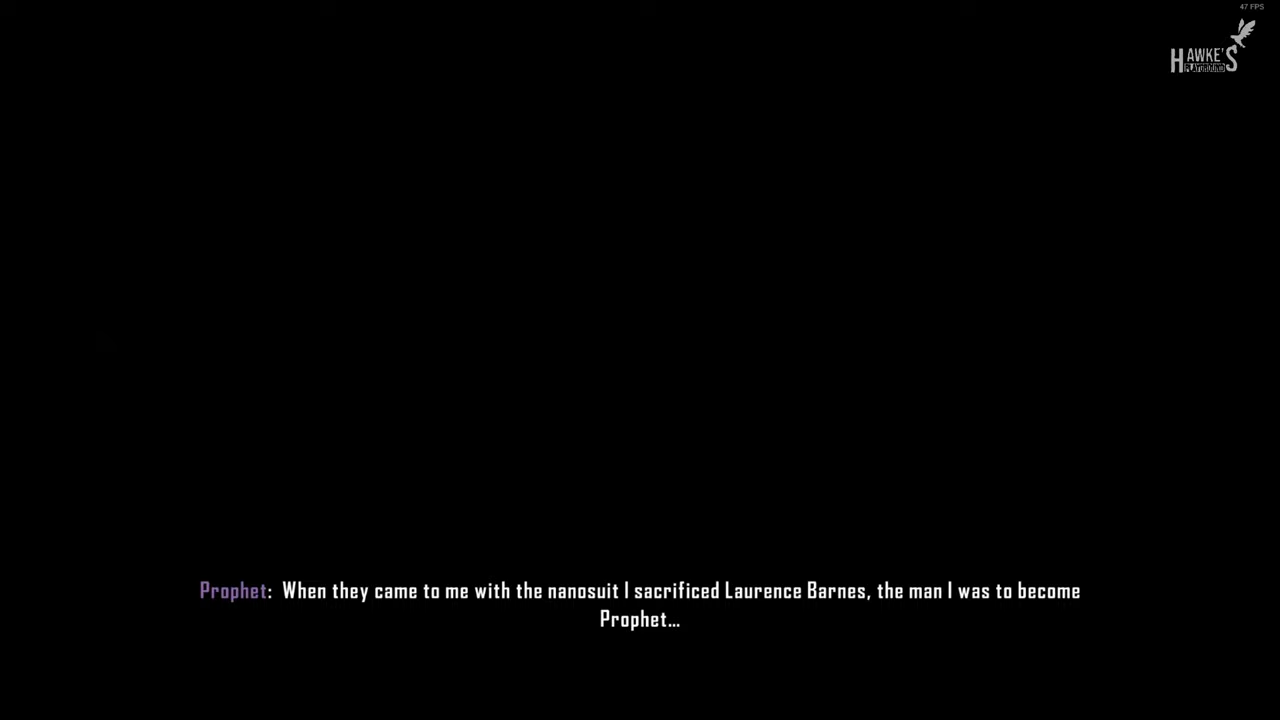 47 FPS
HAWKE'S
PLAYGROUND
Prophet: When they came to me with the nanosuit I sacrificed Laurence Barnes, the man I was to become
Prophet...